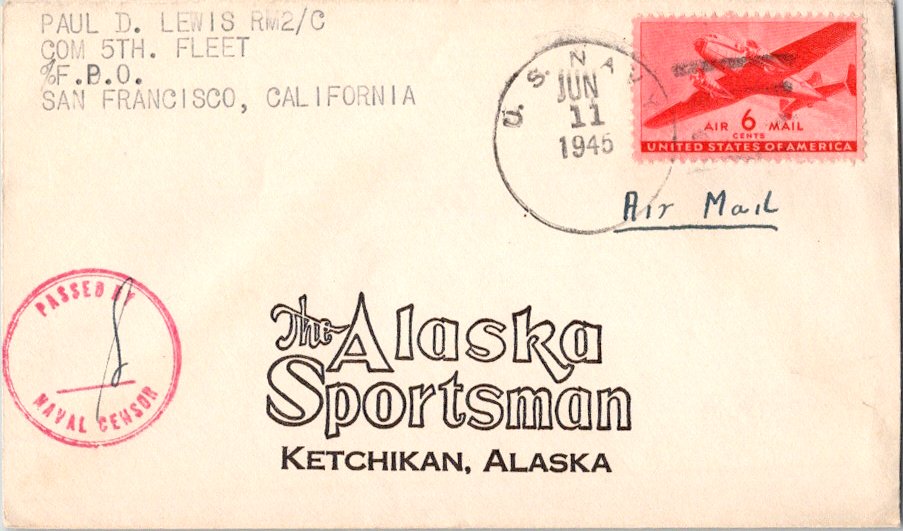 PAUL D. LEWIS RM2/C
COM 5TH. FLEET
%F.P.O.
SAN FRANCISCO, CALIFORNIA
U.S. NAVY
JUN
11
1945
AIR 6 MAIL
CENTS
UNITED STATES OF AMERICA
Air Mail
PASSED BY
NAVAL CENSOR
The Alaska
Sportsman
KETCHIKAN, ALASKA